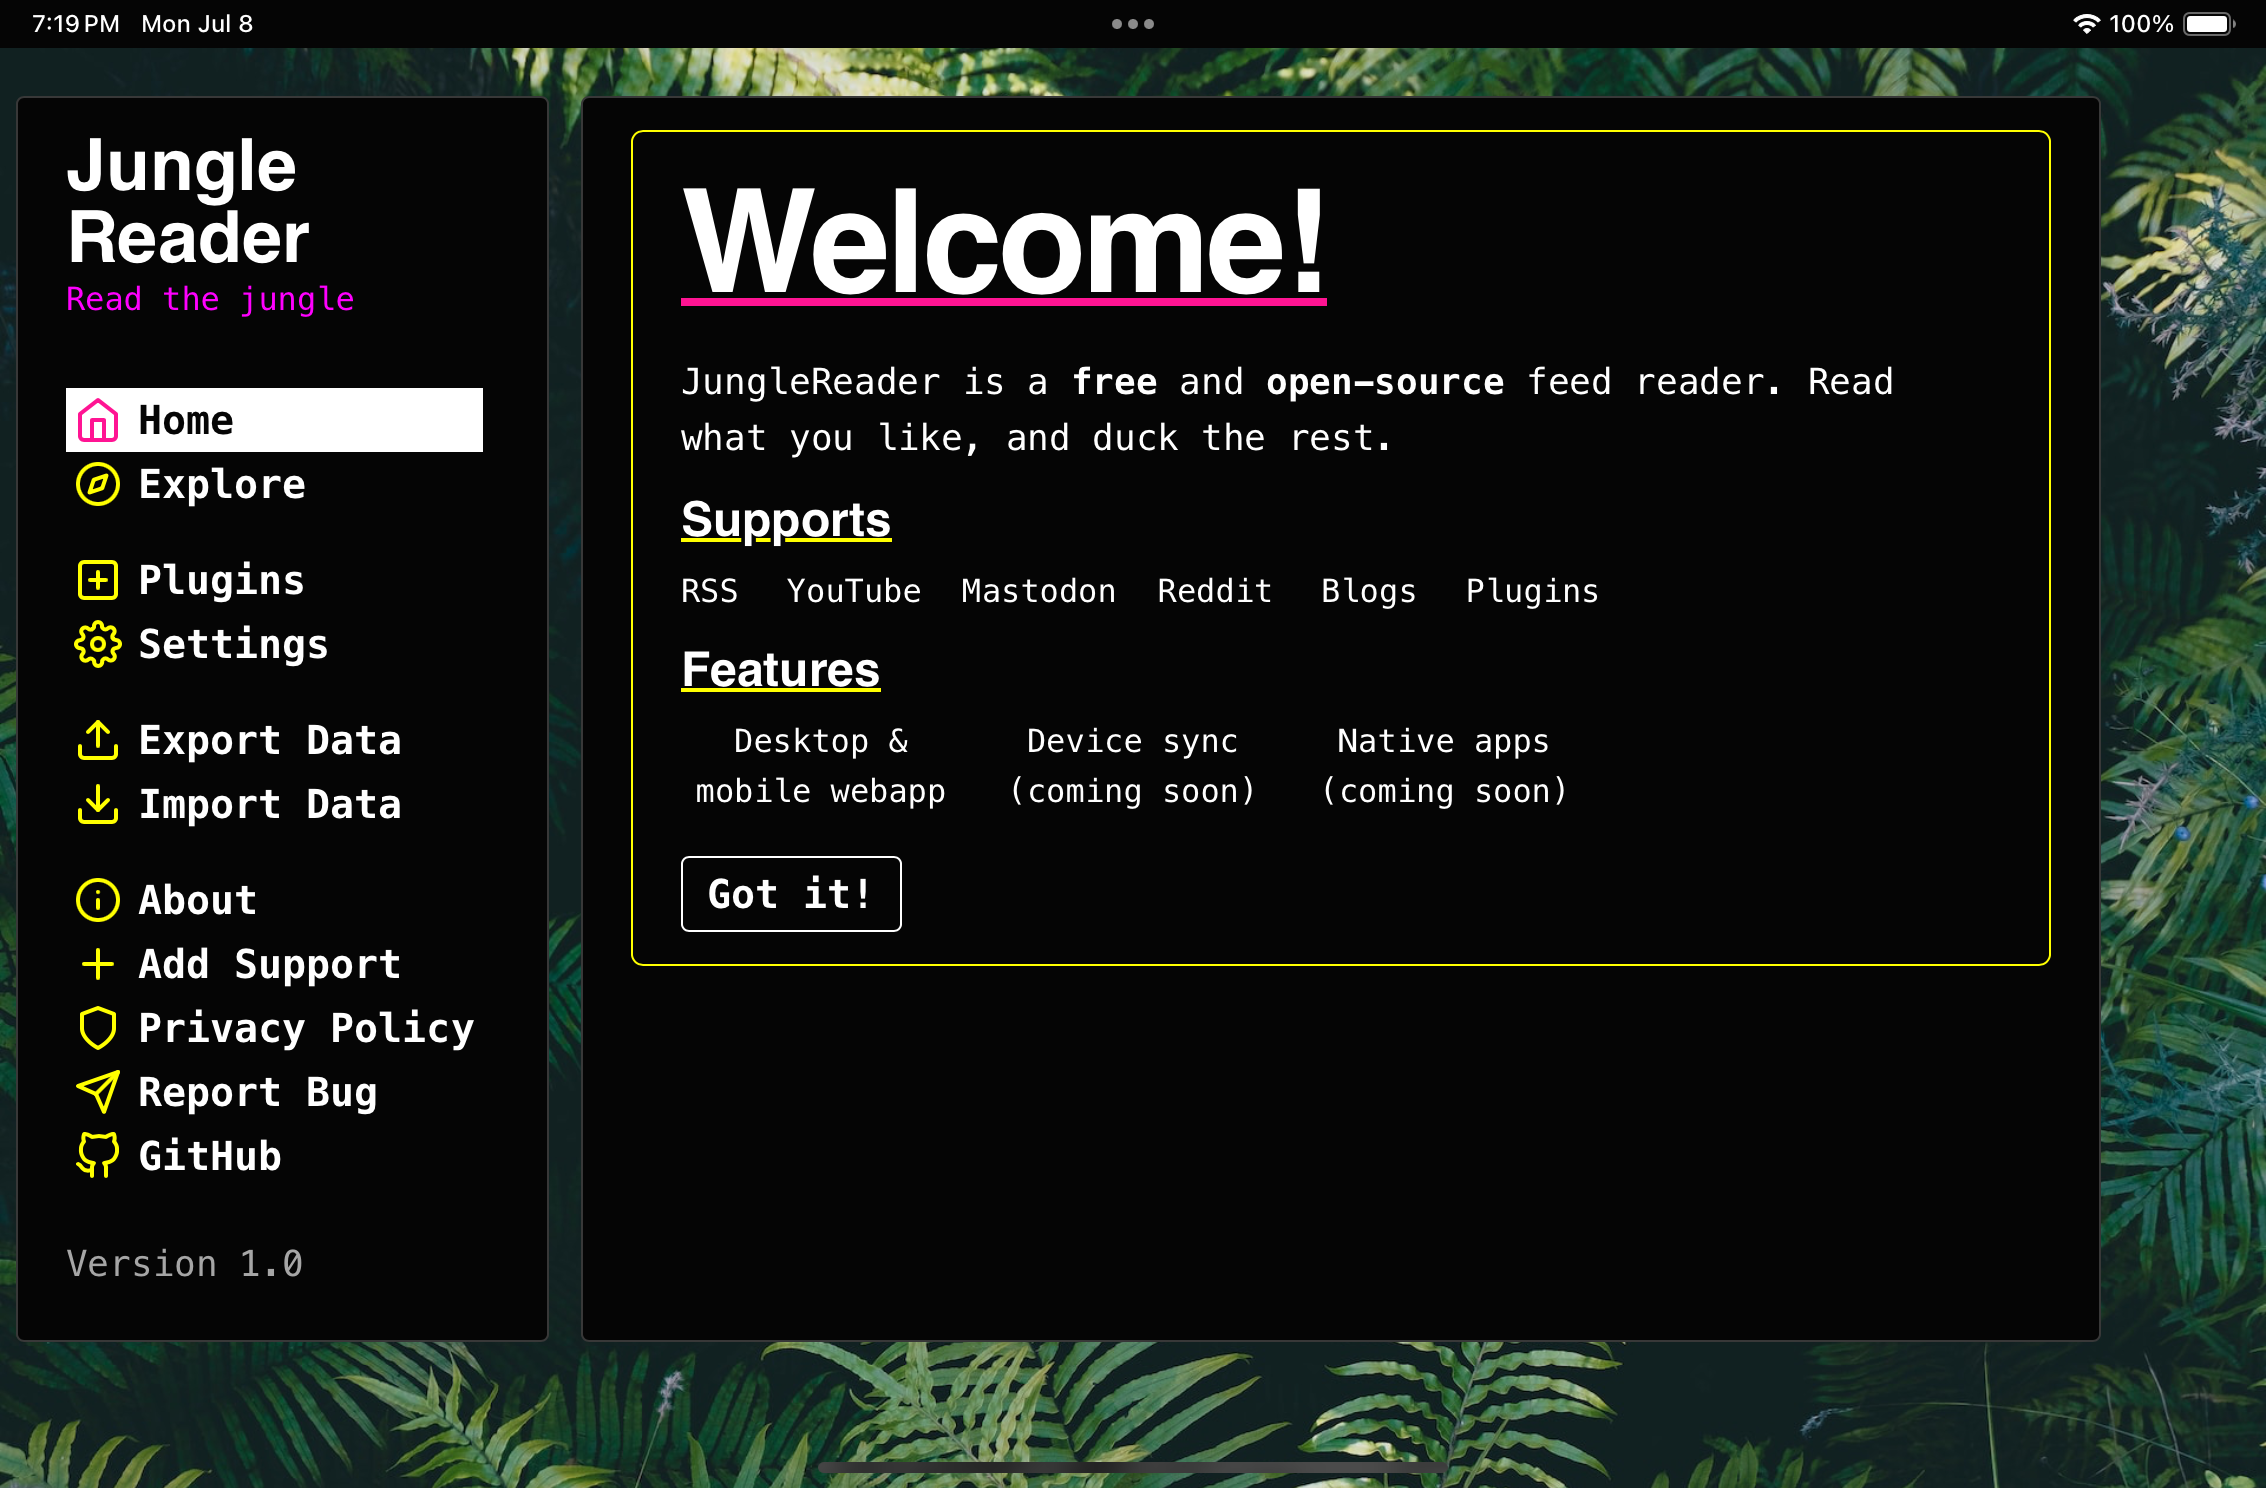 7:19 PM Mon Jul 8
100%
Jungle
Reader
Read the jungle
Home
Explore
Plugins
Settings
Export Data
Import Data
About
Add Support
Privacy Policy
Report Bug
GitHub
Version 1.0
Welcome!
JungleReader is a free and open-source feed reader. Read
what you like, and duck the rest.
Supports
RSS YouTube Mastodon Reddit Blogs Plugins
Features
Desktop &
mobile webapp
Device sync
(coming soon)
Native apps
(coming soon)
Got it!